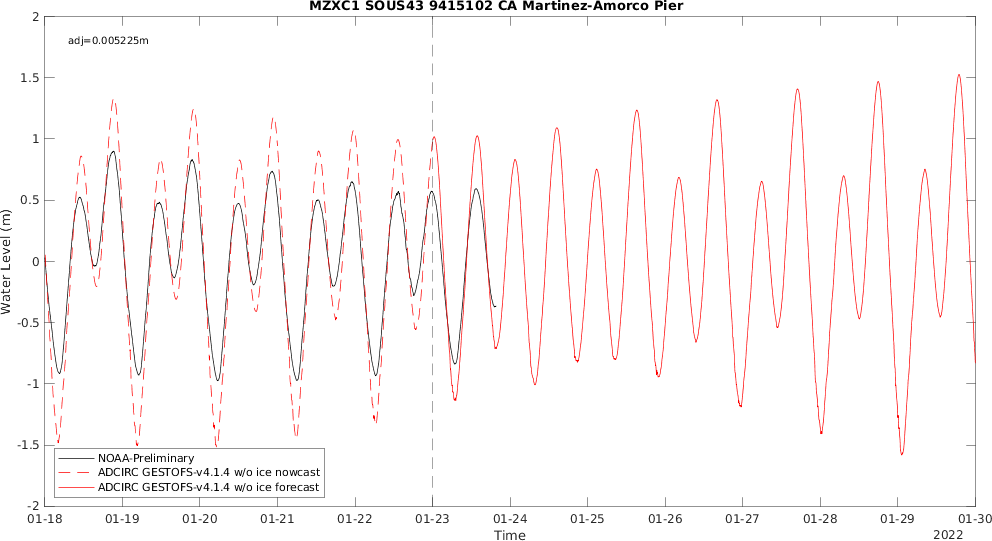 MZXC1 SOUS43 9415102 CA Martinez-Amorco Pier
adj=0.005225m
2
1.5
1
0.5
0
-0.5
-1
-1.5
-2
Water Level (m)
NOAA-Preliminary
ADCIRC GESTOFS-v4.1.4 w/o ice nowcast
ADCIRC GESTOFS-v4.1.4 w/o ice forecast
01-18 01-19 01-20 01-21 01-22 01-23 01-24 01-25 01-26 01-27 01-28 01-29 01-30
Time
2022